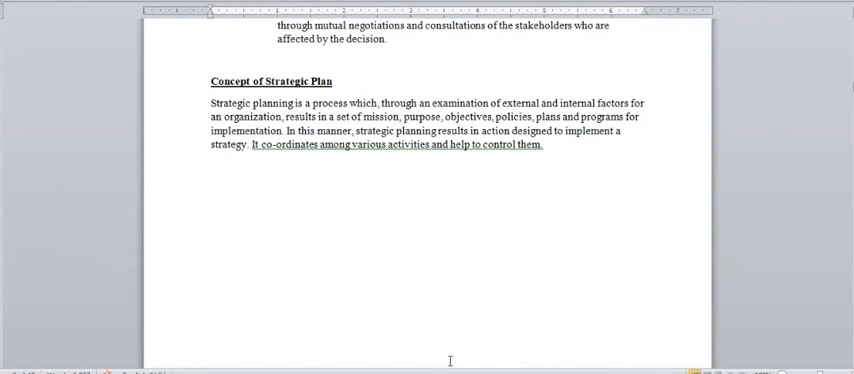 through mutual negotiations and consultations of the stakeholders who are
affected by the decision.
Concept of Strategic Plan
Strategic planning is a process which, through an examination of external and internal factors for
an organization, results in a set of mission, purpose, objectives, policies, plans and programs for
implementation. In this manner, strategic planning results in action designed to implement a
strategy. It co-ordinates among various activities and help to control them.